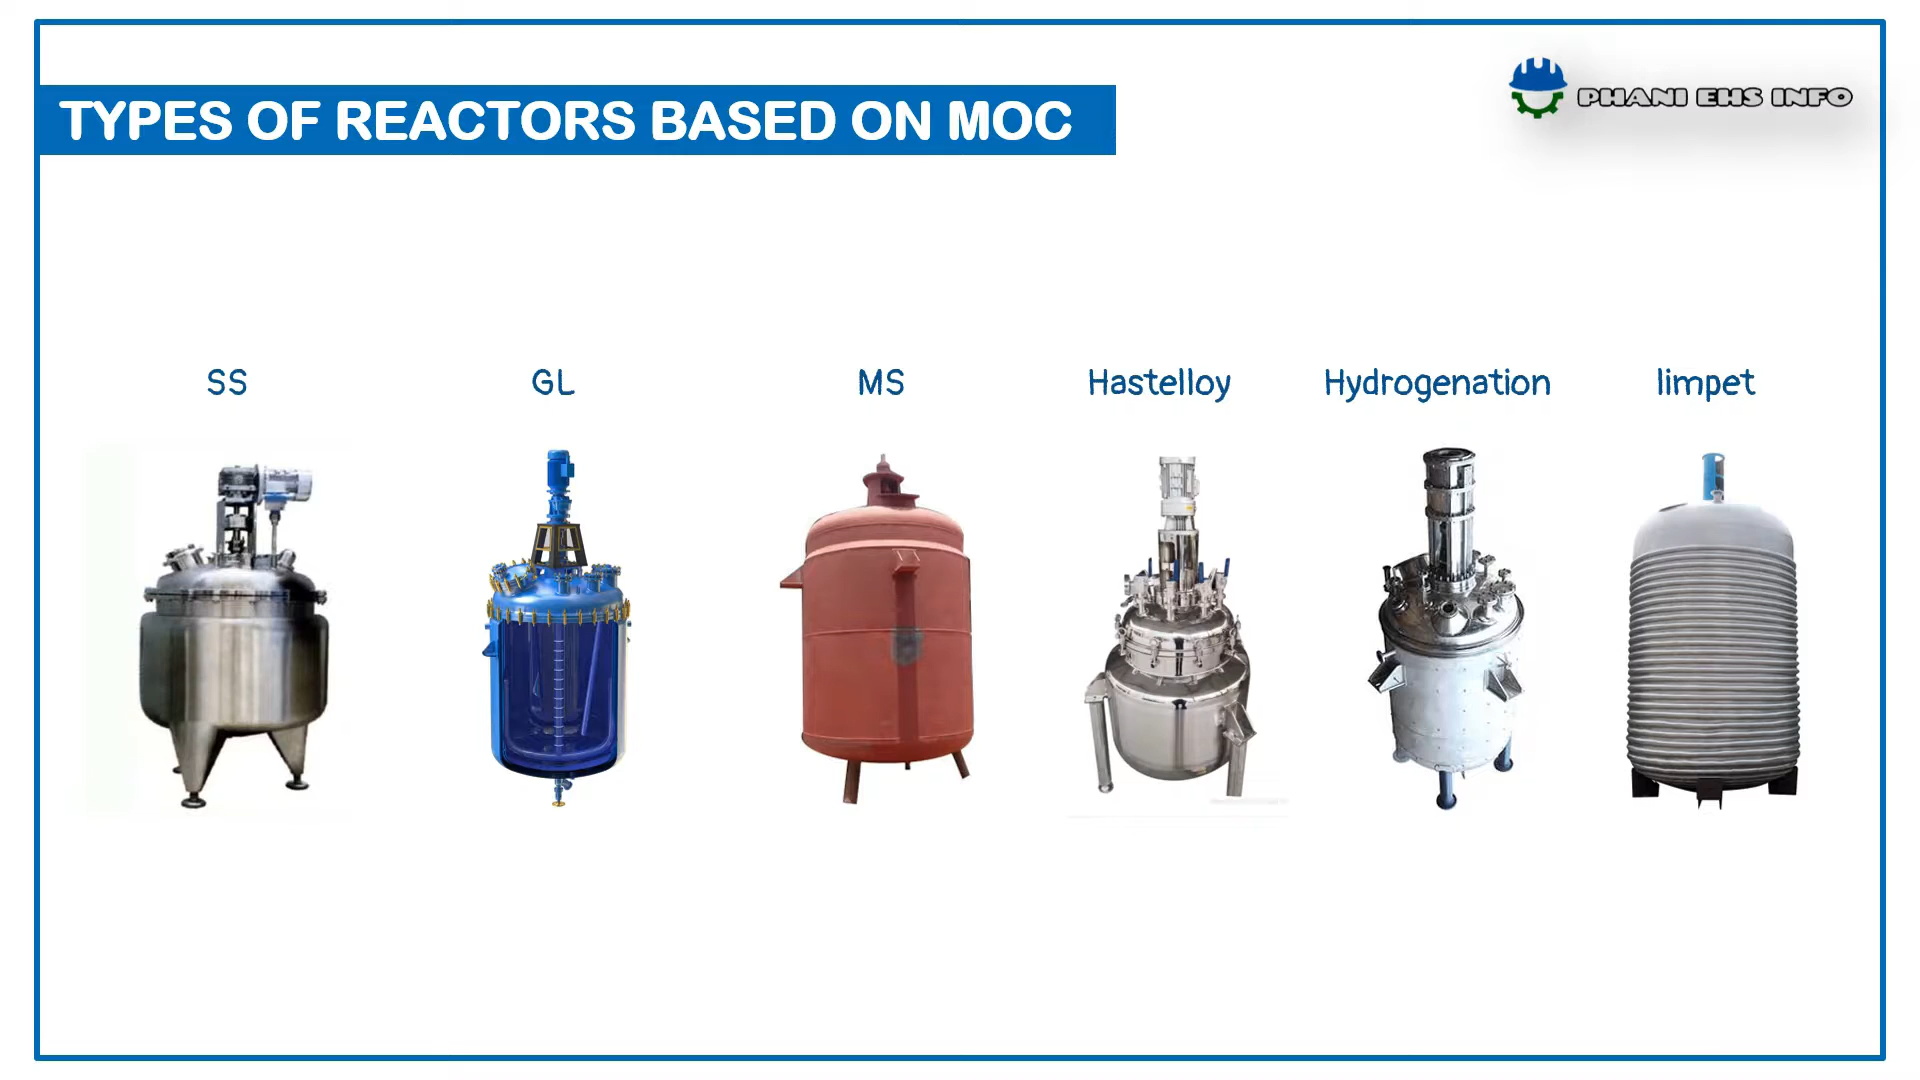 TYPES OF REACTORS BASED ON MOC
PHANI EHS INFO
SS
GL
MS
Hastelloy
Hydrogenation
limpet